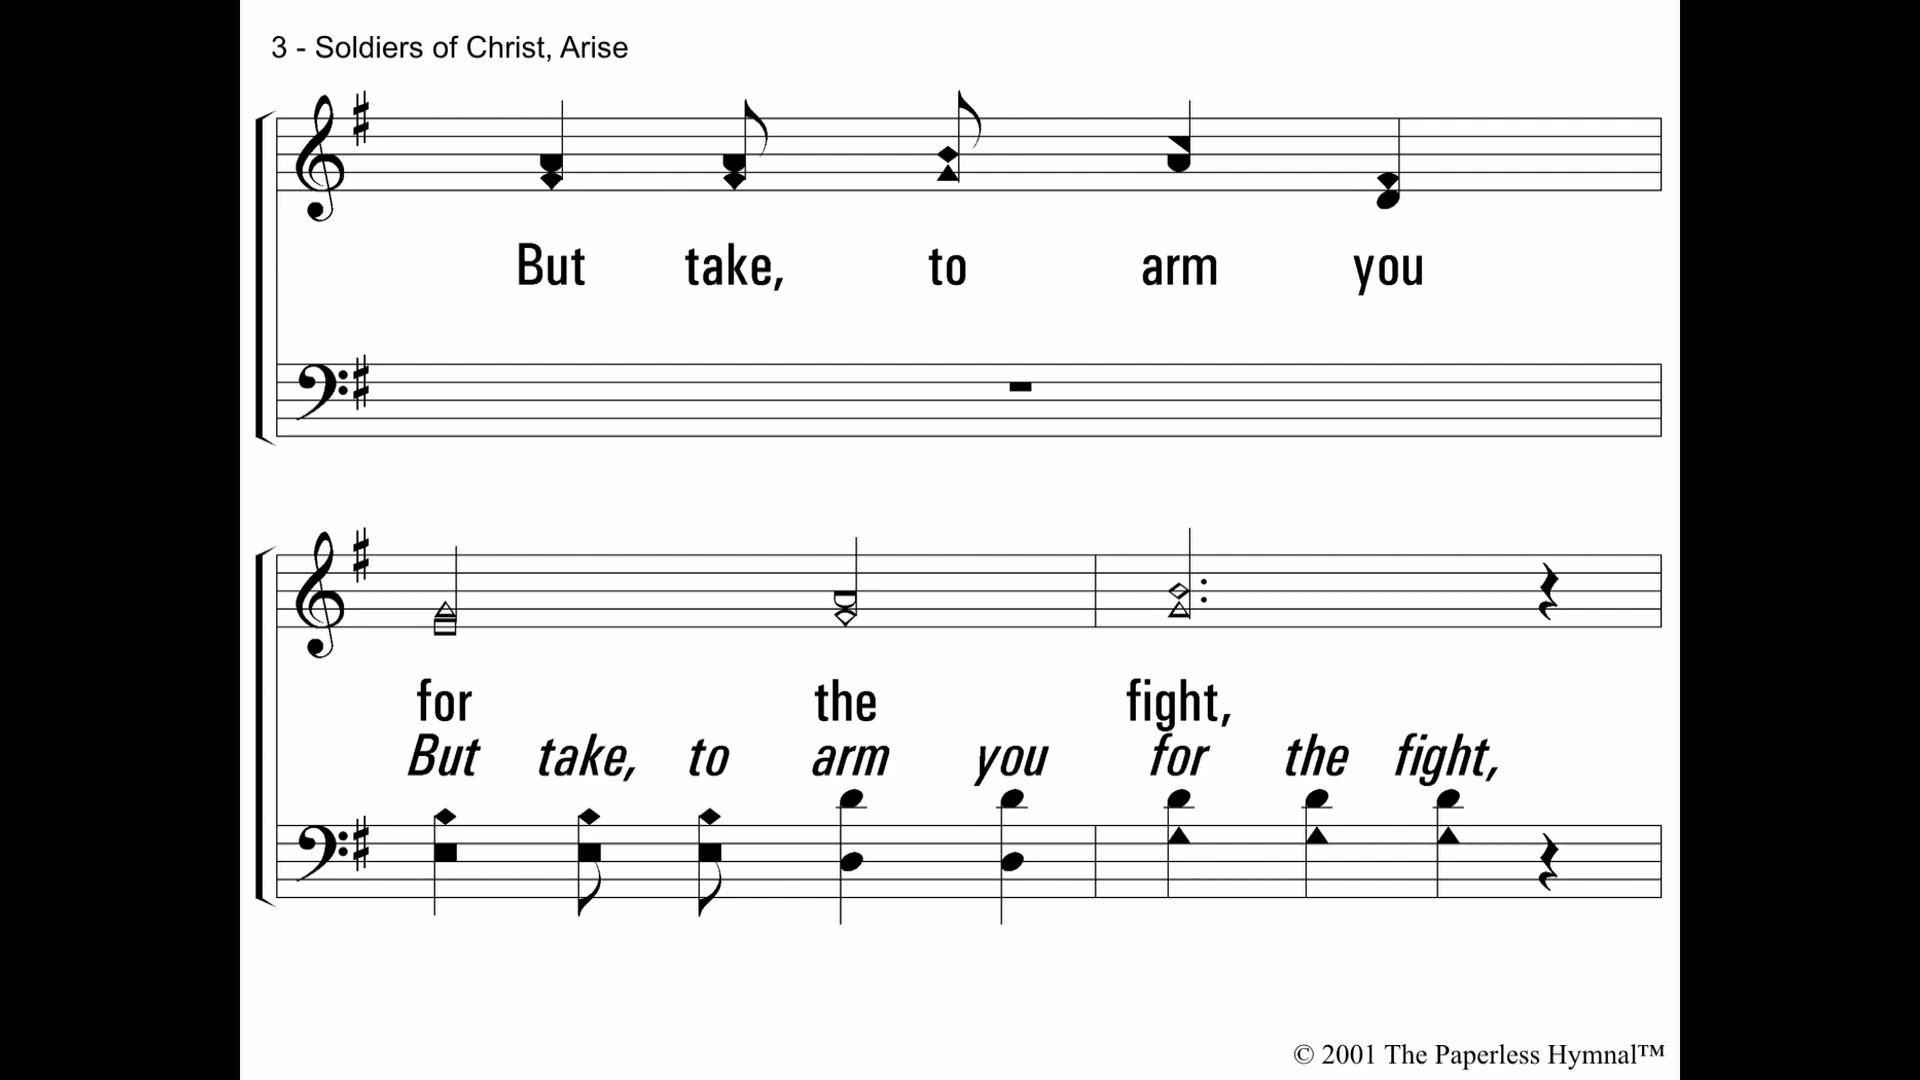 3 - Soldiers of Christ, Arise
But take, to arm you
for the fight,
But take, to arm you for the fight,
© 2001 The Paperless Hymnal™